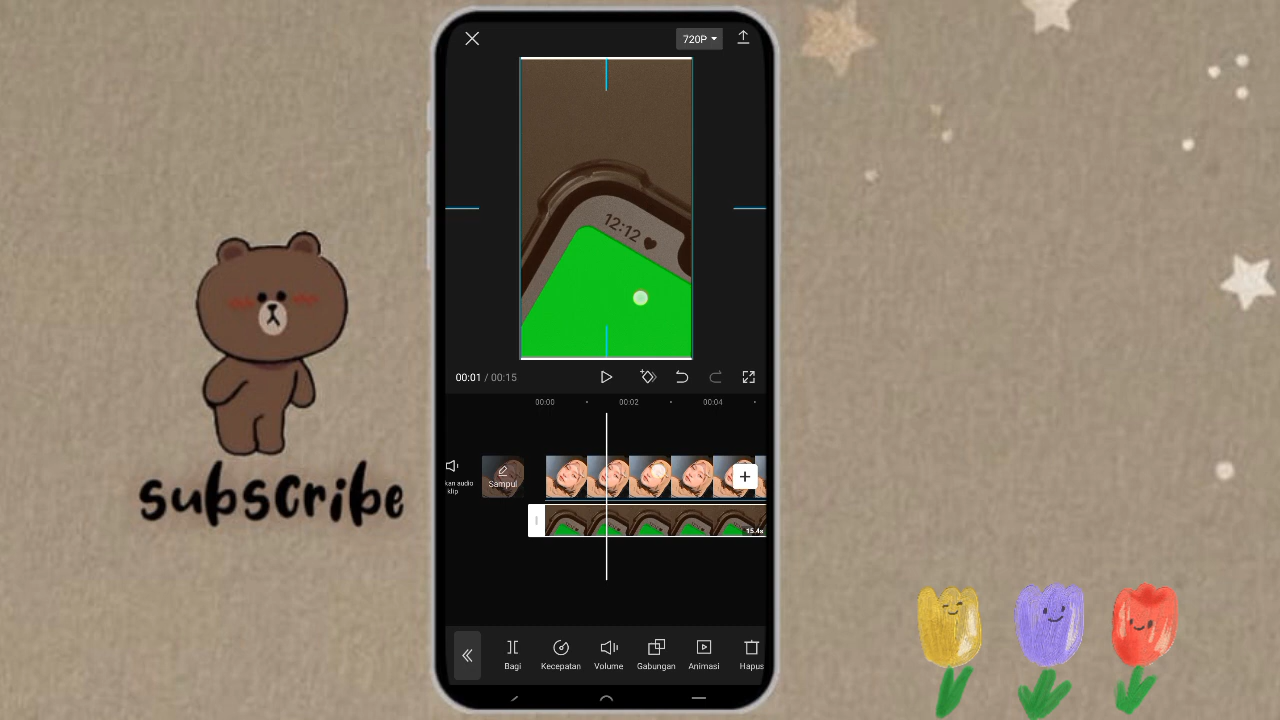 720P
12:12
00:01 / 00:15
00:00
00:02
00:04
kan audio
klip
Sampul
15.4s
subscribe
Bagi
Kecepatan
Volume
Gabungan
Animasi
Hapus